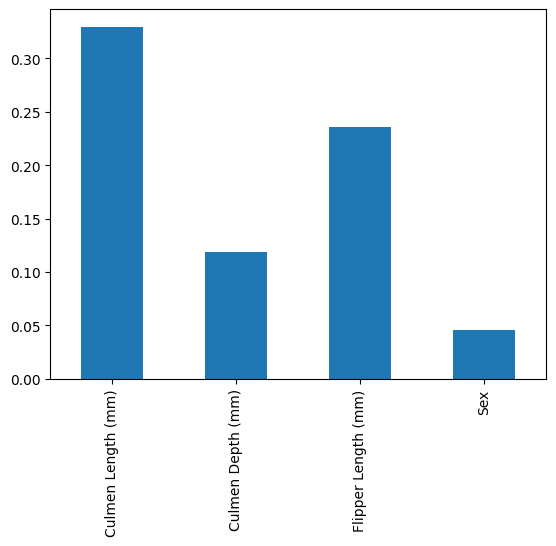 0.30
0.25
0.20
0.15
0.10
0.05
0.00
Culmen Length (mm)
Culmen Depth (mm)
Flipper Length (mm)
Sex